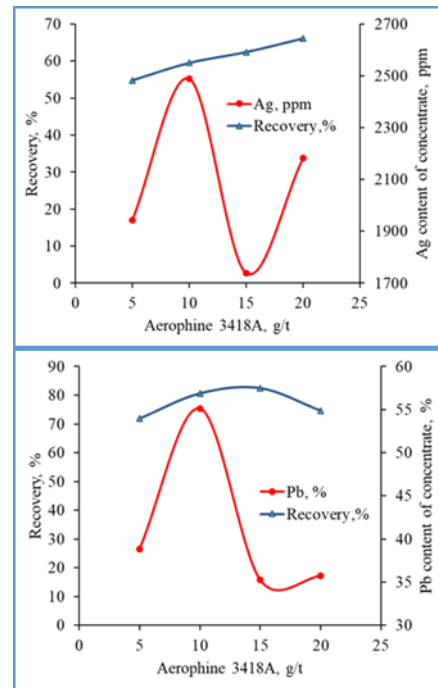 Recovery, %
70
60
50
40
30
20
10
0
2700
2500
2300
2100
1900
1700
Ag content of concentrate, ppm
Ag, ppm
Recovery,%
0 5 10 15 20 25
Aerophine 3418A, g/t
Recovery, %
90
80
70
60
50
40
30
20
10
0
60
55
50
45
40
35
30
Pb content of concentrate, %
Pb, %
Recovery,%
0 5 10 15 20 25
Aerophine 3418A, g/t